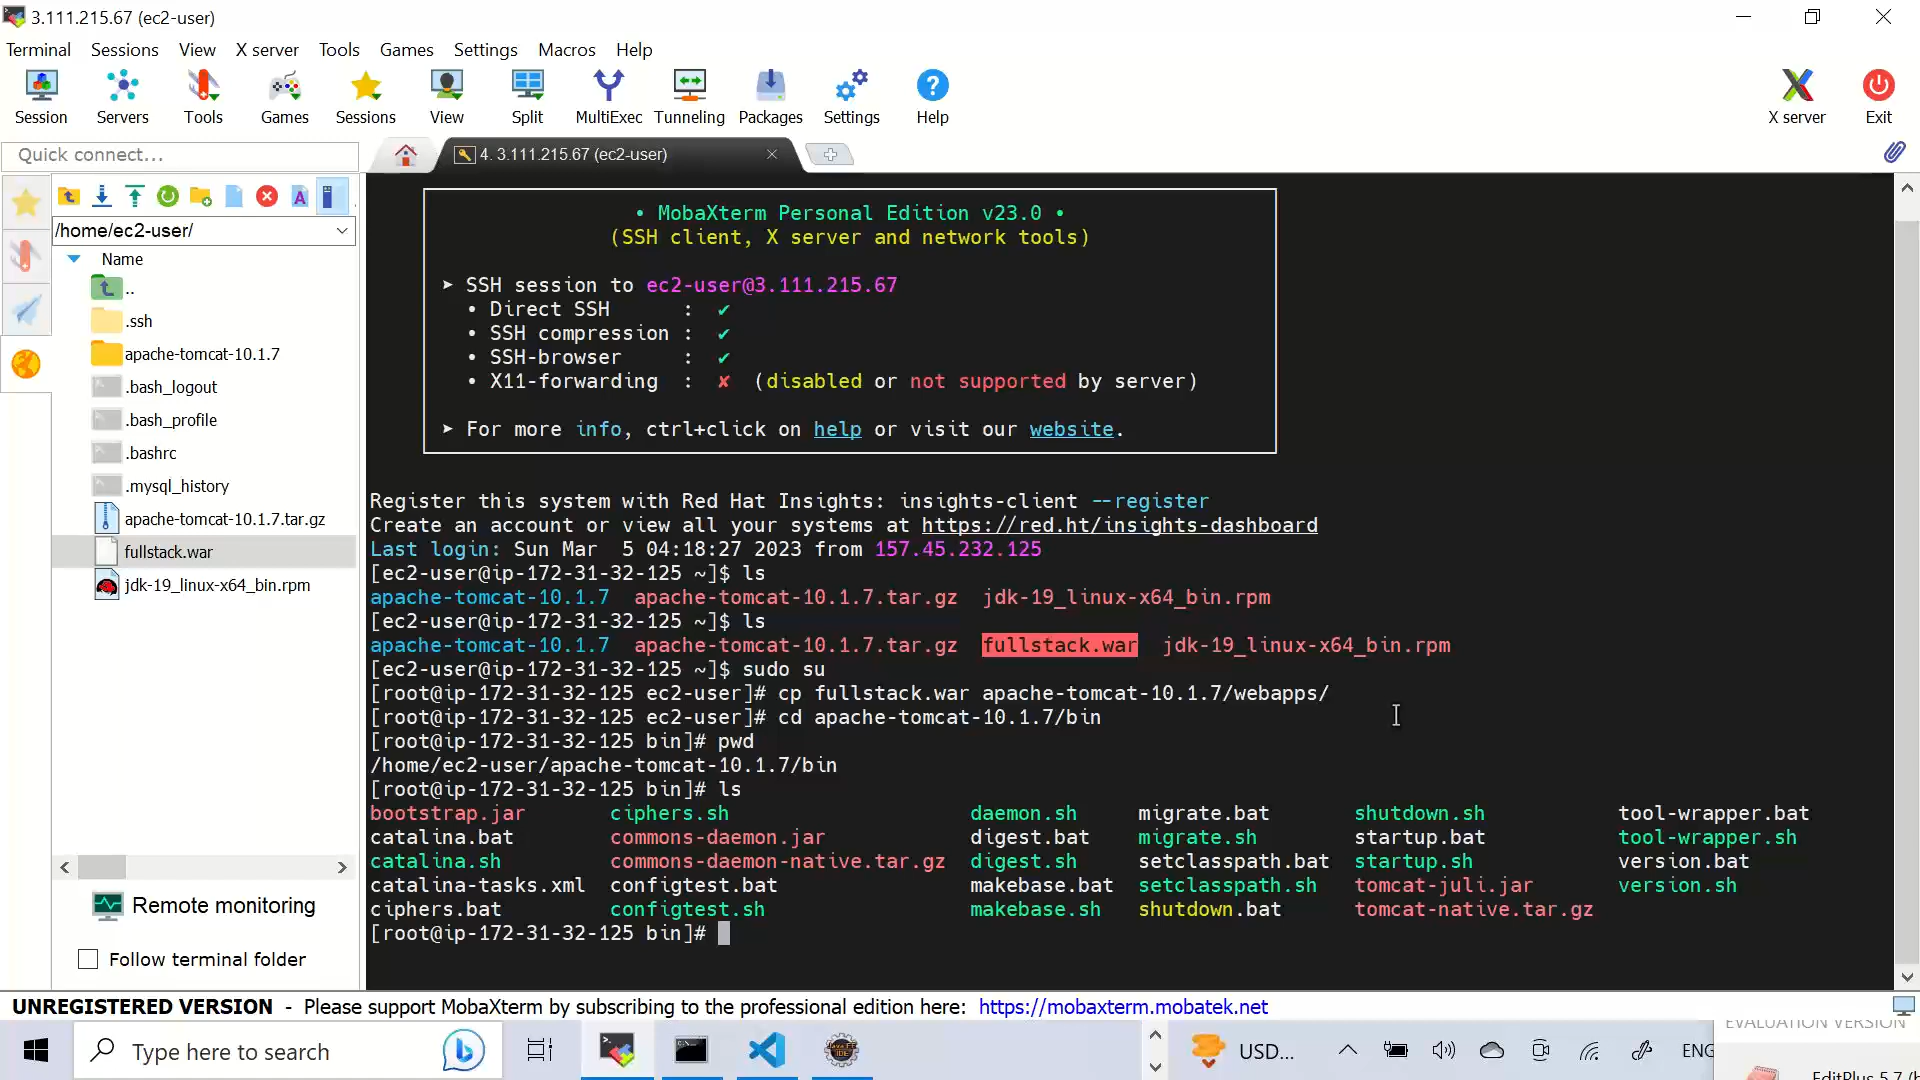 3.111.215.67 (ec2-user)
Terminal Sessions View X server Tools Games Settings Macros Help
Session Servers Tools Games Sessions View Split MultiExec Tunneling Packages Settings Help X server Exit
Quick connect...
4. 3.111.215.67 (ec2-user)
/home/ec2-user/
Name
..
.ssh
apache-tomcat-10.1.7
.bash_logout
.bash_profile
.bashrc
.mysql_history
apache-tomcat-10.1.7.tar.gz
fullstack.war
jdk-19_linux-x64_bin.rpm
Remote monitoring
Follow terminal folder
• MobaXterm Personal Edition v23.0 •
(SSH client, X server and network tools)
➤ SSH session to ec2-user@3.111.215.67
• Direct SSH : ✔
• SSH compression : ✔
• SSH-browser : ✔
• X11-forwarding : ✘ (disabled or not supported by server)
➤ For more info, ctrl+click on help or visit our website.
Register this system with Red Hat Insights: insights-client --register
Create an account or view all your systems at https://red.ht/insights-dashboard
Last login: Sun Mar 5 04:18:27 2023 from 157.45.232.125
[ec2-user@ip-172-31-32-125 ~]$ ls
apache-tomcat-10.1.7 apache-tomcat-10.1.7.tar.gz jdk-19_linux-x64_bin.rpm
[ec2-user@ip-172-31-32-125 ~]$ ls
apache-tomcat-10.1.7 apache-tomcat-10.1.7.tar.gz fullstack.war jdk-19_linux-x64_bin.rpm
[ec2-user@ip-172-31-32-125 ~]$ sudo su
[root@ip-172-31-32-125 ec2-user]# cp fullstack.war apache-tomcat-10.1.7/webapps/
[root@ip-172-31-32-125 ec2-user]# cd apache-tomcat-10.1.7/bin
[root@ip-172-31-32-125 bin]# pwd
/home/ec2-user/apache-tomcat-10.1.7/bin
[root@ip-172-31-32-125 bin]# ls
bootstrap.jar ciphers.sh daemon.sh migrate.bat shutdown.sh tool-wrapper.bat
catalina.bat commons-daemon.jar digest.bat migrate.sh startup.bat tool-wrapper.sh
catalina.sh commons-daemon-native.tar.gz digest.sh setclasspath.bat startup.sh version.bat
catalina-tasks.xml configtest.bat makebase.bat setclasspath.sh tomcat-juli.jar version.sh
ciphers.bat configtest.sh makebase.sh shutdown.bat tomcat-native.tar.gz
[root@ip-172-31-32-125 bin]#
UNREGISTERED VERSION - Please support MobaXterm by subscribing to the professional edition here: https://mobaxterm.mobatek.net
Type here to search
USD...
ENG
EVALUATION VERSION
EditPlus 5.7